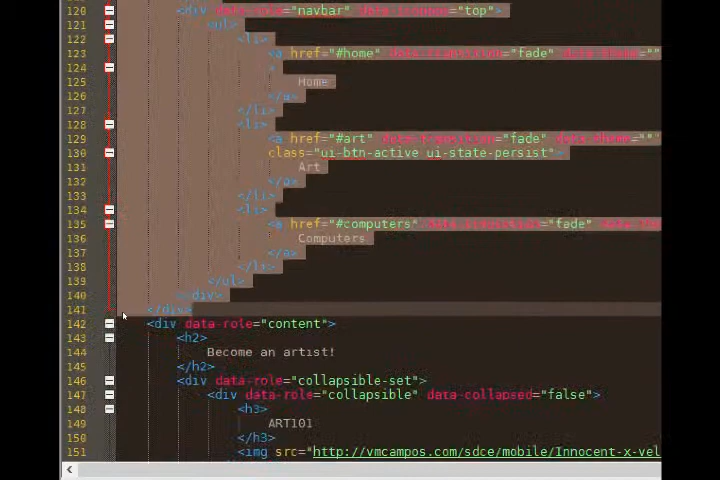 120 <div data-role="navbar" data-iconpos="top">
121 <ul>
122 <li>
123 <a href="#home" data-transition="fade" data-theme=""
124 >
125 Home
126 </a>
127 </li>
128 <li>
129 <a href="#art" data-transition="fade" data-theme=""
130 class="ui-btn-active ui-state-persist">
131 Art
132 </a>
133 </li>
134 <li>
135 <a href="#computers" data-transition="fade" data-the
136 Computers
137 </a>
138 </li>
139 </ul>
140 </div>
141 </div>
142 <div data-role="content">
143 <h2>
144 Become an artist!
145 </h2>
146 <div data-role="collapsible-set">
147 <div data-role="collapsible" data-collapsed="false">
148 <h3>
149 ART101
150 </h3>
151 <img src="http://vmcampos.com/sdce/mobile/Innocent-x-vel